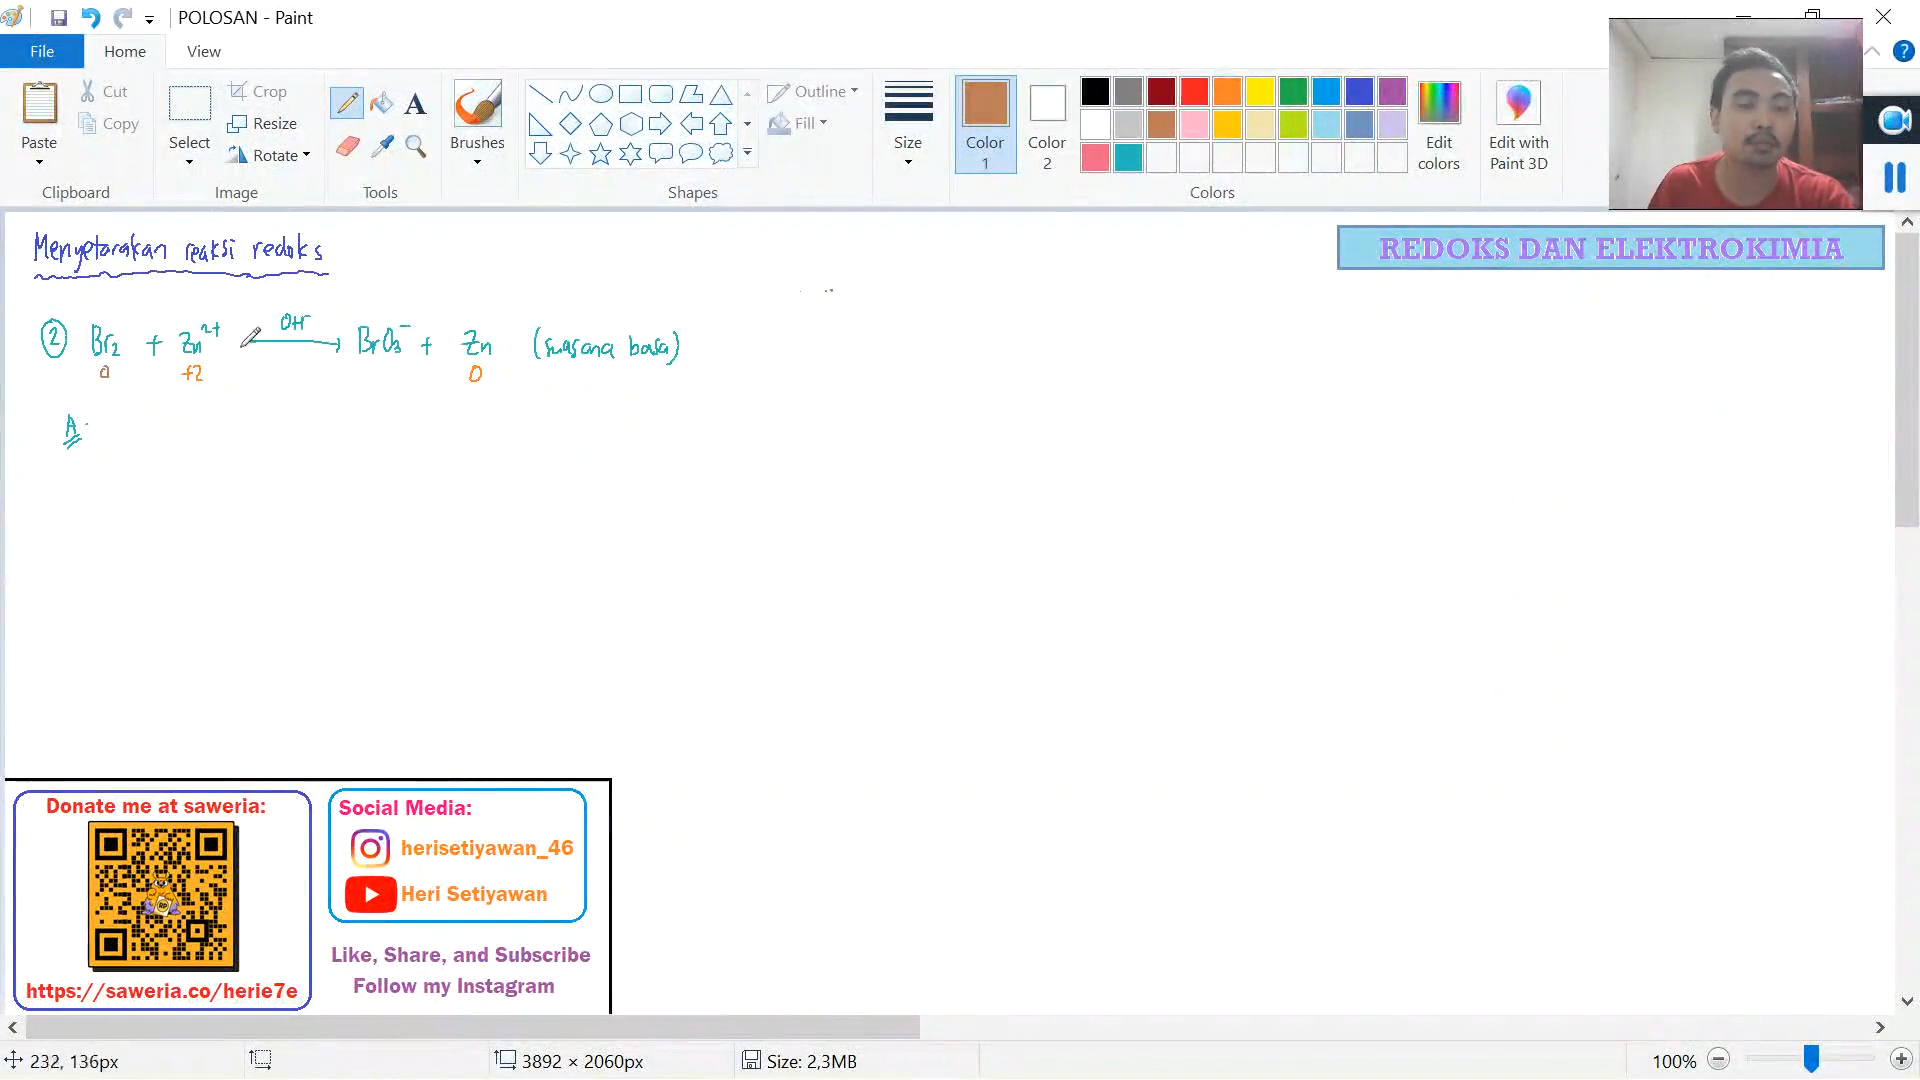 POLOSAN - Paint
File Home View
Paste
Cut
Copy
Clipboard
Select
Crop
Resize
Rotate
Image
Tools
Brushes
Shapes
Outline
Fill
Size
Color 1
Color 2
Edit colors
Edit with Paint 3D
Colors
Menyetarakan reaksi redoks
REDOKS DAN ELEKTROKIMIA
② Br₂ + Zn²⁺ OH⁻ → BrO₃⁻ + Zn (suasana basa)
0 +2 0
A
Donate me at saweria:
https://saweria.co/herie7e
Social Media:
herisetiyawan_46
Heri Setiyawan
Like, Share, and Subscribe
Follow my Instagram
232, 136px
3892 × 2060px
Size: 2,3MB
100%